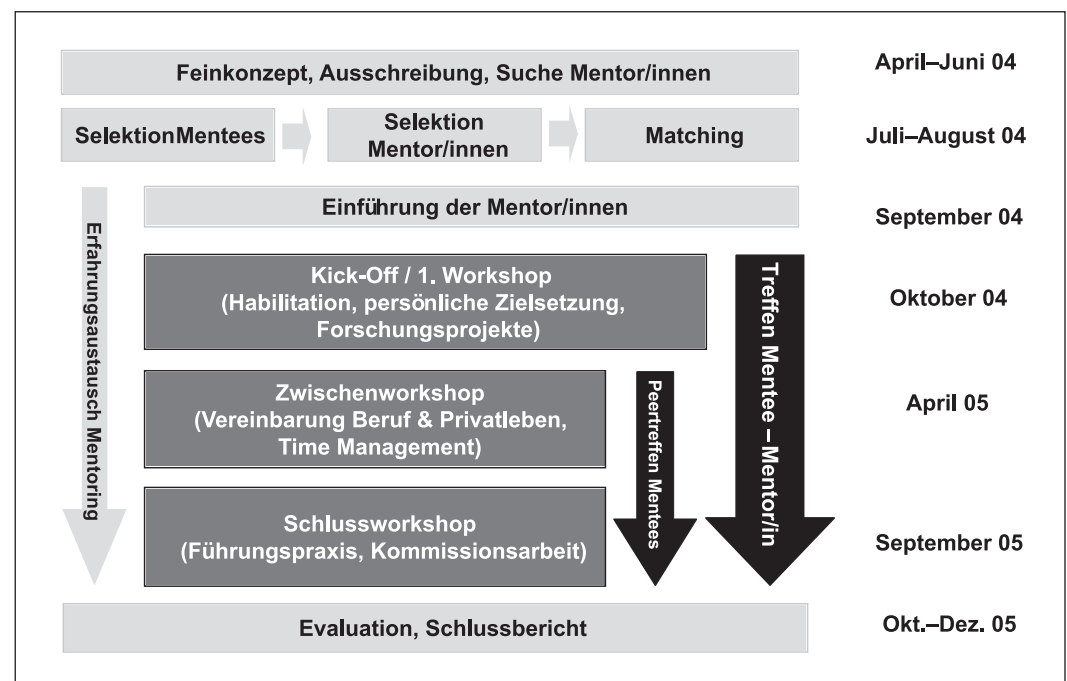 Feinkonzept, Ausschreibung, Suche Mentor/innen
April–Juni 04
SelektionMentees
Selektion
Mentor/innen
Matching
Juli–August 04
Erfahrungsaustausch Mentoring
Einführung der Mentor/innen
September 04
Kick-Off / 1. Workshop
(Habilitation, persönliche Zielsetzung,
Forschungsprojekte)
Treffen Mentee – Mentor/in
Oktober 04
Zwischenworkshop
(Vereinbarung Beruf & Privatleben,
Time Management)
Peertreffen Mentees
April 05
Schlussworkshop
(Führungspraxis, Kommissionsarbeit)
September 05
Evaluation, Schlussbericht
Okt.–Dez. 05